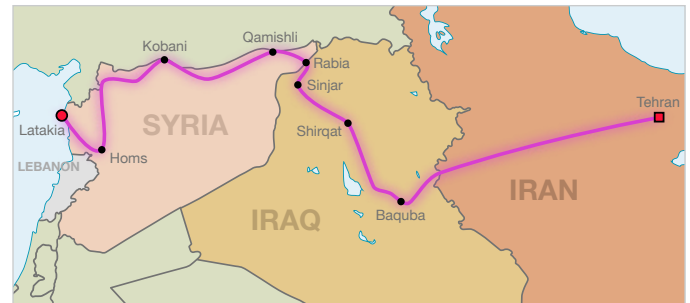 Qamishli
Kobani
Rabia
Sinjar
Tehran
Latakia
SYRIA
Shirqat
Homs
LEBANON
IRAN
Baquba
IRAQ